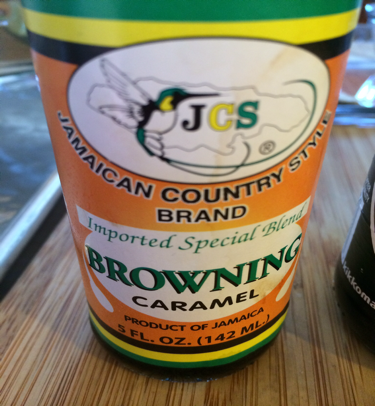 JCS
®
JAMAICAN COUNTRY STYLE
BRAND
Imported Special Blend
BROWNING
CARAMEL
PRODUCT OF JAMAICA
5 FL. OZ. (142 ML.)